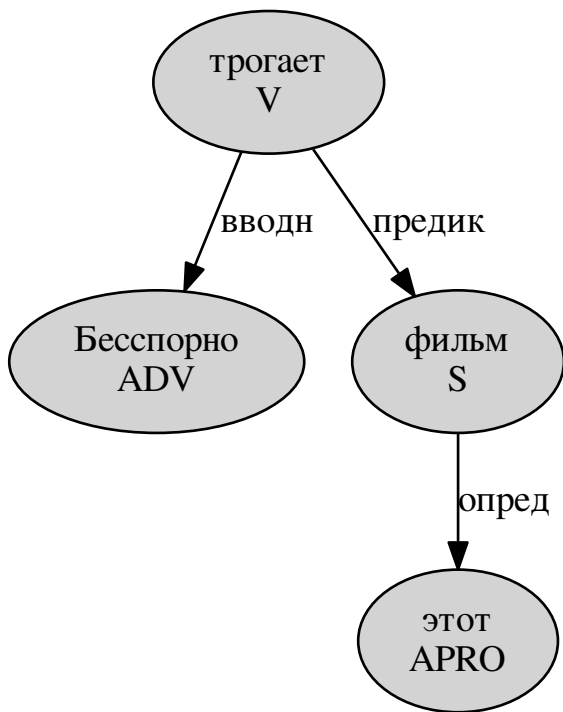 трогает
V
вводн
предик
Бесспорно
ADV
фильм
S
опред
этот
APRO